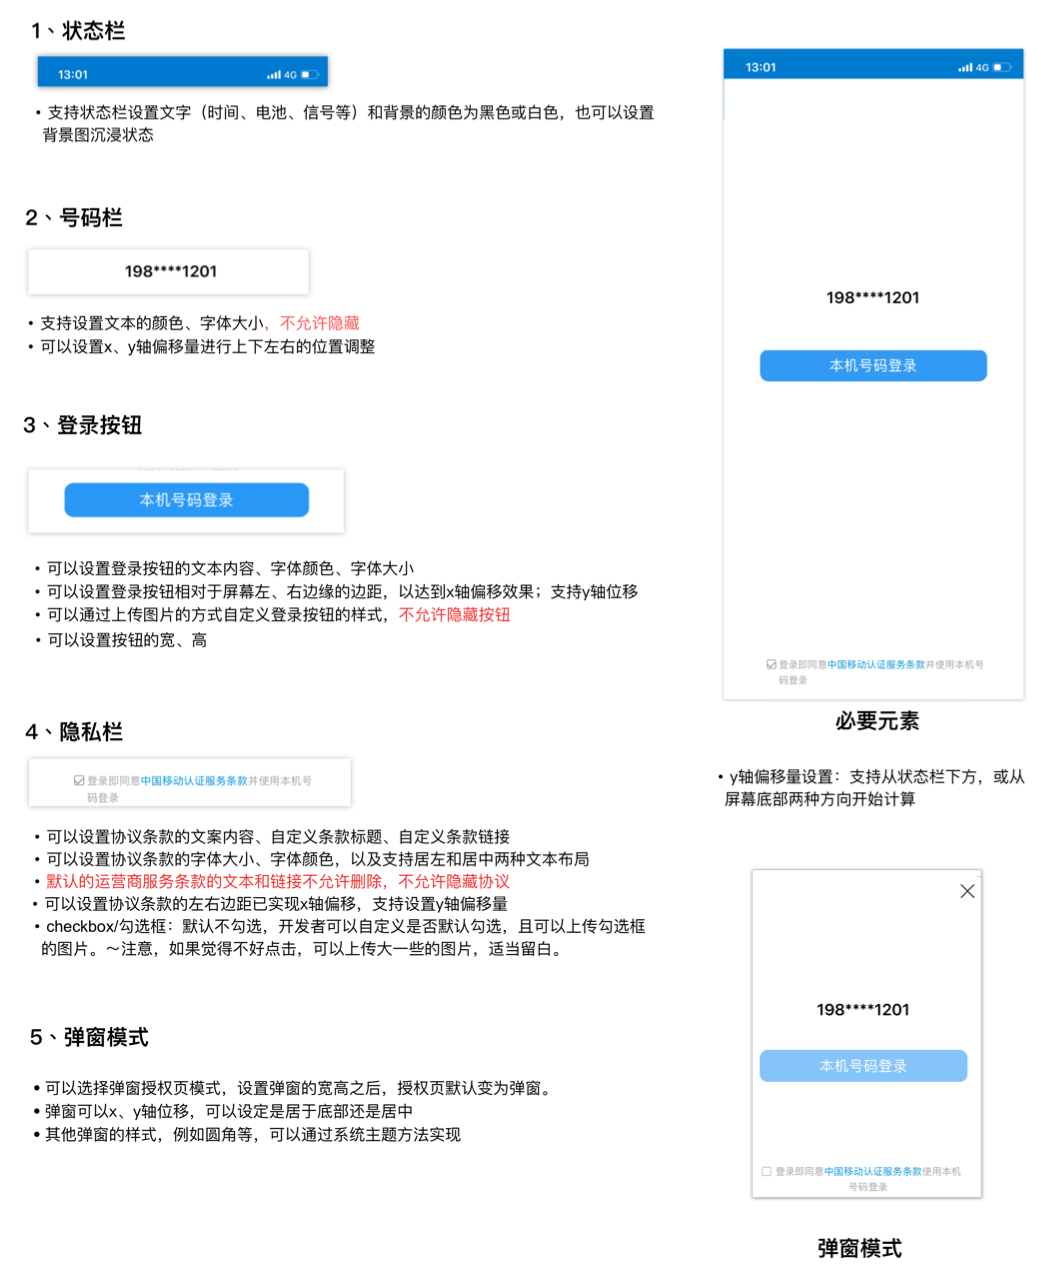 1、状态栏
13:01
4G
• 支持状态栏设置文字（时间、电池、信号等）和背景的颜色为黑色或白色，也可以设置
背景图沉浸状态
2、号码栏
198****1201
• 支持设置文本的颜色、字体大小，不允许隐藏
• 可以设置x、y轴偏移量进行上下左右的位置调整
3、登录按钮
本机号码登录
• 可以设置登录按钮的文本内容、字体颜色、字体大小
• 可以设置登录按钮相对于屏幕左、右边缘的边距，以达到x轴偏移效果；支持y轴位移
• 可以通过上传图片的方式自定义登录按钮的样式，不允许隐藏按钮
• 可以设置按钮的宽、高
4、隐私栏
登录即同意中国移动认证服务条款并使用本机号
码登录
• 可以设置协议条款的文案内容、自定义条款标题、自定义条款链接
• 可以设置协议条款的字体大小、字体颜色，以及支持居左和居中两种文本布局
• 默认的运营商服务条款的文本和链接不允许删除，不允许隐藏协议
• 可以设置协议条款的左右边距已实现x轴偏移，支持设置y轴偏移量
• checkbox/勾选框：默认不勾选，开发者可以自定义是否默认勾选，且可以上传勾选框
的图片。～注意，如果觉得不好点击，可以上传大一些的图片，适当留白。
5、弹窗模式
• 可以选择弹窗授权页模式，设置弹窗的宽高之后，授权页默认变为弹窗。
• 弹窗可以x、y轴位移，可以设定是居于底部还是居中
• 其他弹窗的样式，例如圆角等，可以通过系统主题方法实现
13:01
4G
198****1201
本机号码登录
登录即同意中国移动认证服务条款并使用本机号
码登录
必要元素
• y轴偏移量设置：支持从状态栏下方，或从
屏幕底部两种方向开始计算
198****1201
本机号码登录
登录即同意中国移动认证服务条款使用本机
号码登录
弹窗模式